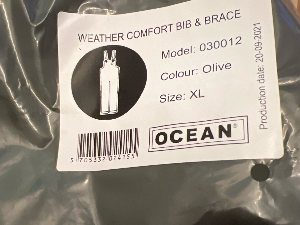 WEATHER COMFORT BIB & BRACE
Model: 030012
Colour: Olive
Size: XL
OCEAN®
Production date: 20-09-2021